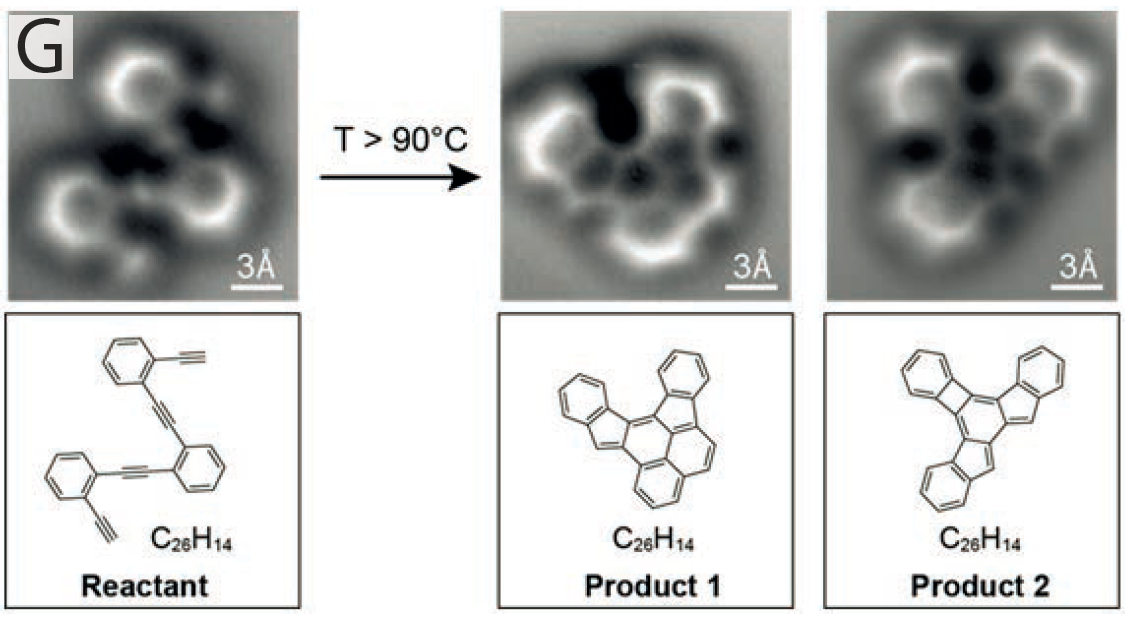 G
T > 90°C
3Å
3Å
3Å
C₂₆H₁₄
C₂₆H₁₄
C₂₆H₁₄
Reactant
Product 1
Product 2